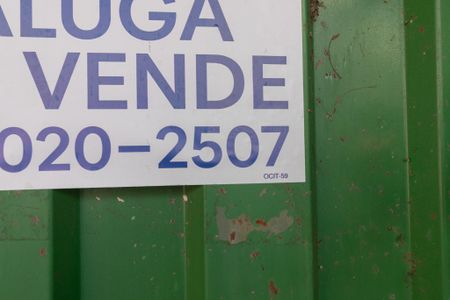 ALUGA
VENDE
020-2507
OCIT-59